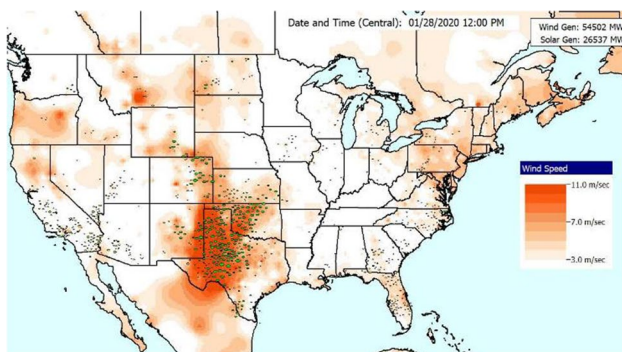 Date and Time (Central): 01/28/2020 12:00 PM
Wind Gen: 54502 MW
Solar Gen: 26537 MW
Wind Speed
11.0 m/sec
7.0 m/sec
3.0 m/sec